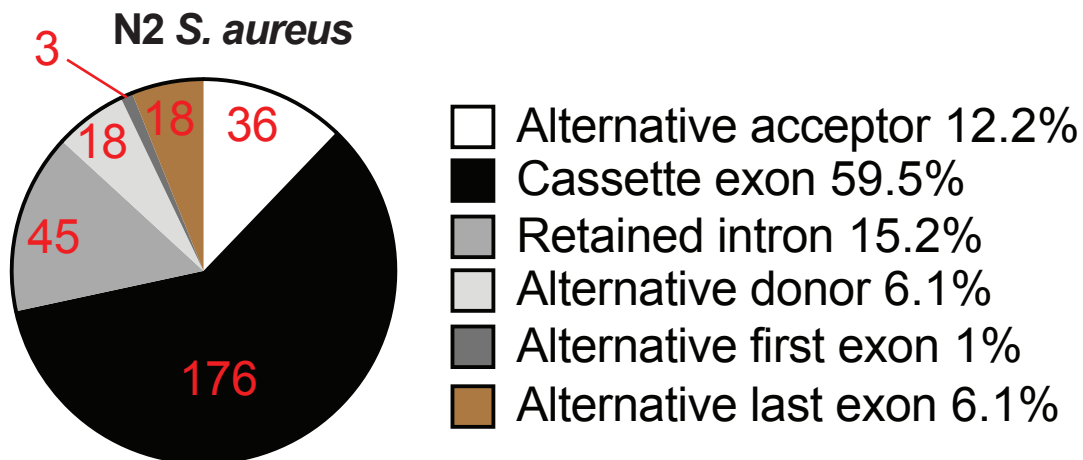 N2 S. aureus
3
18
18
36
45
176
Alternative acceptor 12.2%
Cassette exon 59.5%
Retained intron 15.2%
Alternative donor 6.1%
Alternative first exon 1%
Alternative last exon 6.1%